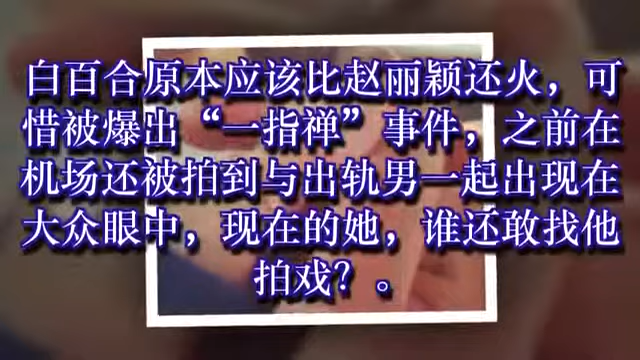 白百合原本应该比赵丽颖还火，可
惜被爆出“一指禅”事件，之前在
机场还被拍到与出轨男一起出现在
大众眼中，现在的她，谁还敢找他
拍戏？。